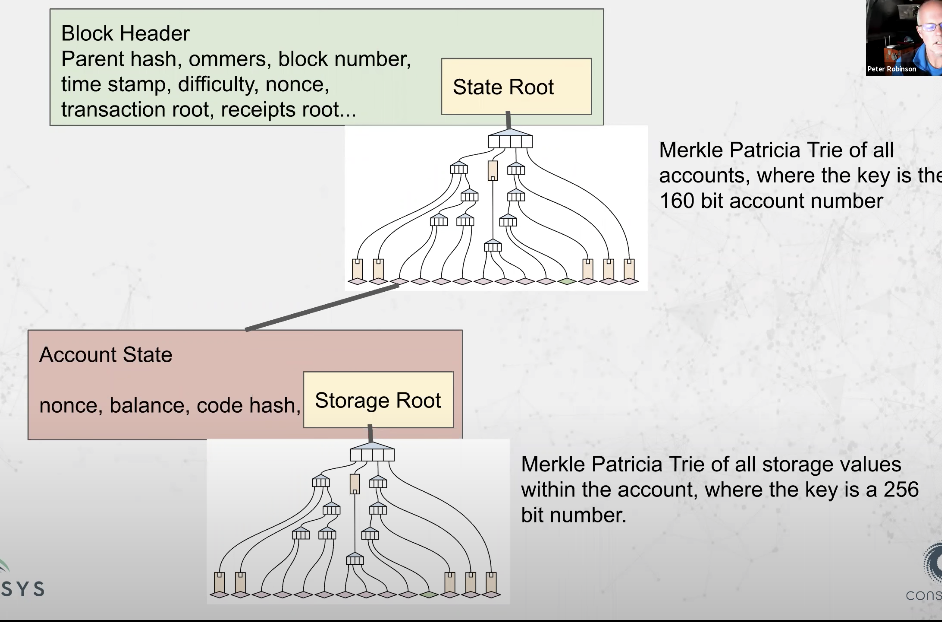 Block Header
Parent hash, ommers, block number,
time stamp, difficulty, nonce,
transaction root, receipts root...
State Root
Peter Robinson
Merkle Patricia Trie of all
accounts, where the key is the
160 bit account number
Account State
nonce, balance, code hash,
Storage Root
Merkle Patricia Trie of all storage values
within the account, where the key is a 256
bit number.
SYS
CONS